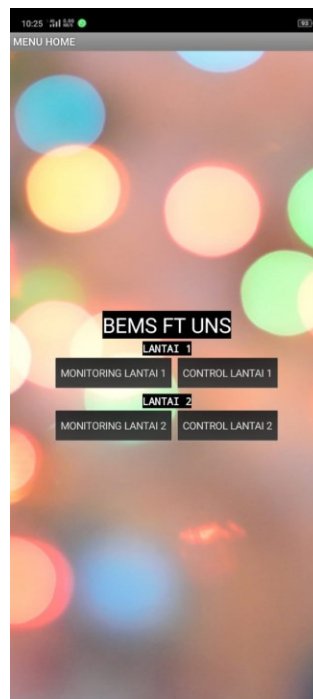 10:25
93
MENU HOME
BEMS FT UNS
LANTAI 1
MONITORING LANTAI 1 CONTROL LANTAI 1
LANTAI 2
MONITORING LANTAI 2 CONTROL LANTAI 2